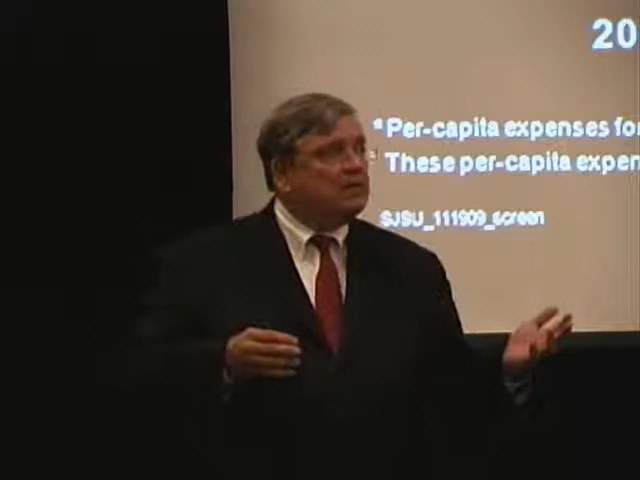 20
* Per-capita expenses for
* These per-capita expen
SJSU_111909_screen